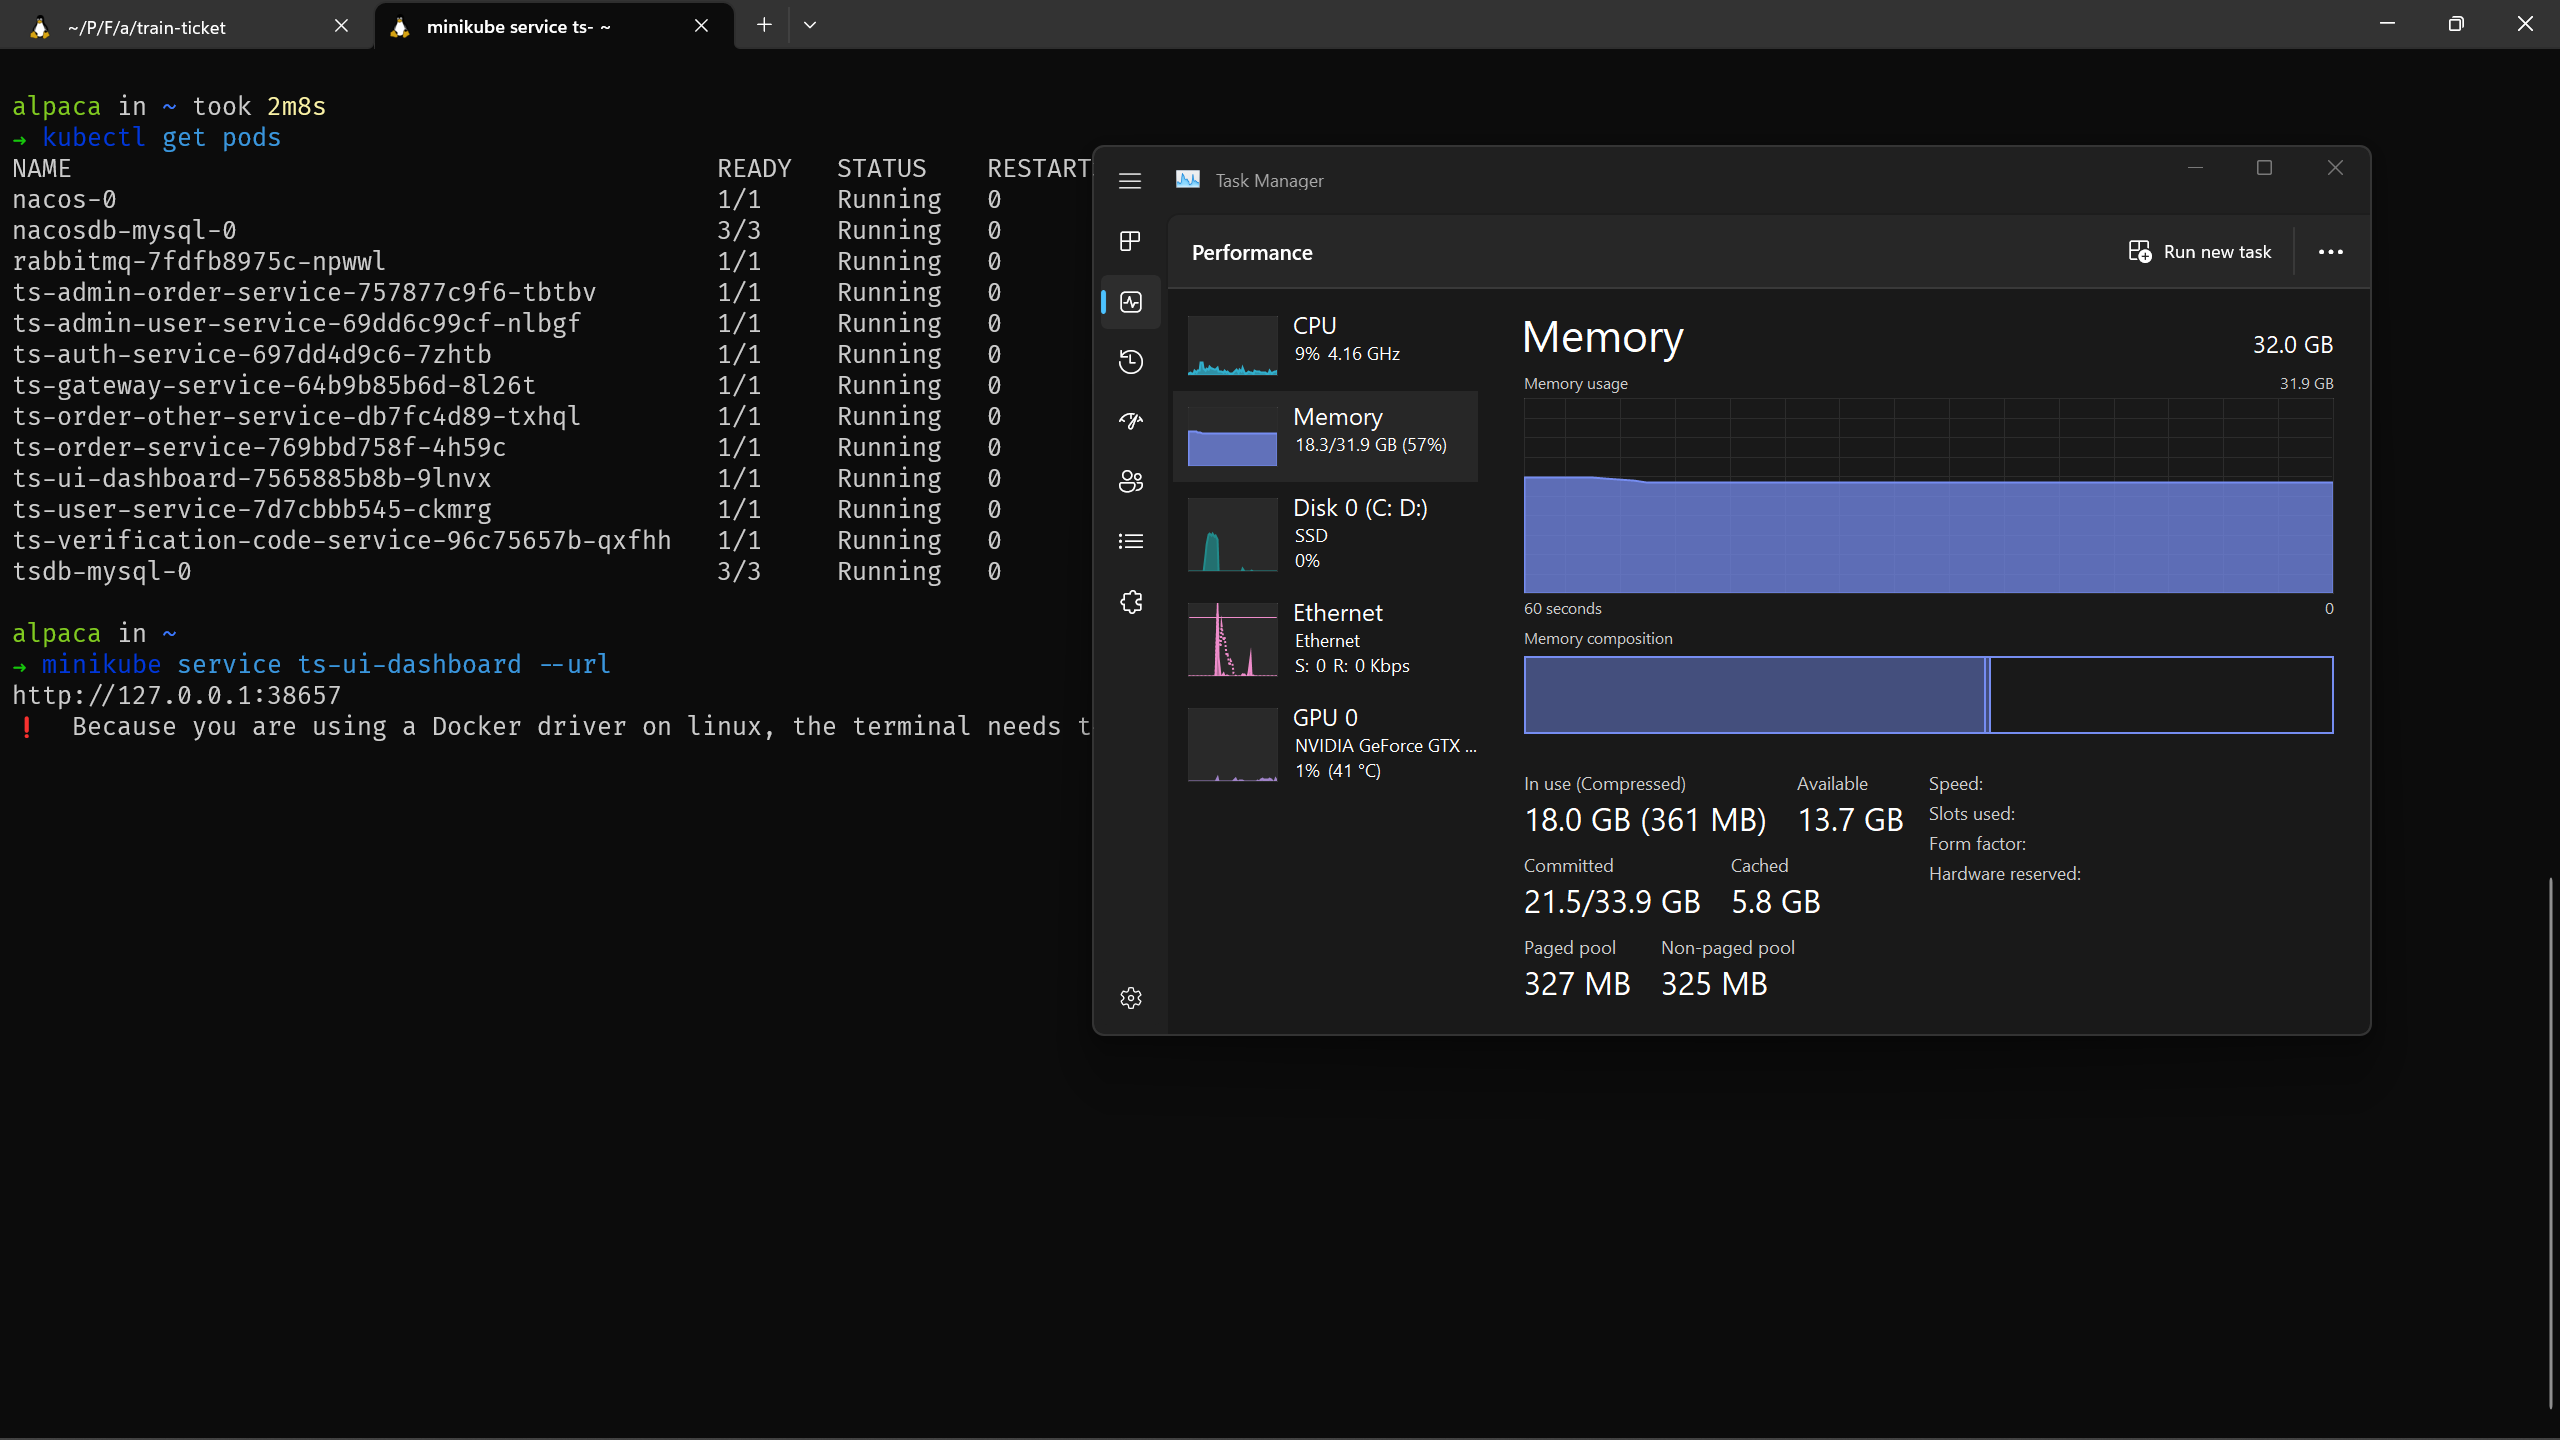 ~/P/F/a/train-ticket
minikube service ts- ~
alpaca in ~ took 2m8s
→ kubectl get pods
NAME READY STATUS RESTART
nacos-0 1/1 Running 0
nacosdb-mysql-0 3/3 Running 0
rabbitmq-7fdfb8975c-npwwl 1/1 Running 0
ts-admin-order-service-757877c9f6-tbtbv 1/1 Running 0
ts-admin-user-service-69dd6c99cf-nlbgf 1/1 Running 0
ts-auth-service-697dd4d9c6-7zhtb 1/1 Running 0
ts-gateway-service-64b9b85b6d-8l26t 1/1 Running 0
ts-order-other-service-db7fc4d89-txhql 1/1 Running 0
ts-order-service-769bbd758f-4h59c 1/1 Running 0
ts-ui-dashboard-7565885b8b-9lnvx 1/1 Running 0
ts-user-service-7d7cbbb545-ckmrg 1/1 Running 0
ts-verification-code-service-96c75657b-qxfhh 1/1 Running 0
tsdb-mysql-0 3/3 Running 0
alpaca in ~
→ minikube service ts-ui-dashboard --url
http://127.0.0.1:38657
❗ Because you are using a Docker driver on linux, the terminal needs t
Task Manager
Performance
Run new task
CPU
9% 4.16 GHz
Memory
18.3/31.9 GB (57%)
Disk 0 (C: D:)
SSD
0%
Ethernet
Ethernet
S: 0 R: 0 Kbps
GPU 0
NVIDIA GeForce GTX ...
1% (41 °C)
Memory
32.0 GB
Memory usage
31.9 GB
60 seconds
0
Memory composition
In use (Compressed)
18.0 GB (361 MB)
Available
13.7 GB
Committed
21.5/33.9 GB
Cached
5.8 GB
Paged pool
327 MB
Non-paged pool
325 MB
Speed:
Slots used:
Form factor:
Hardware reserved: